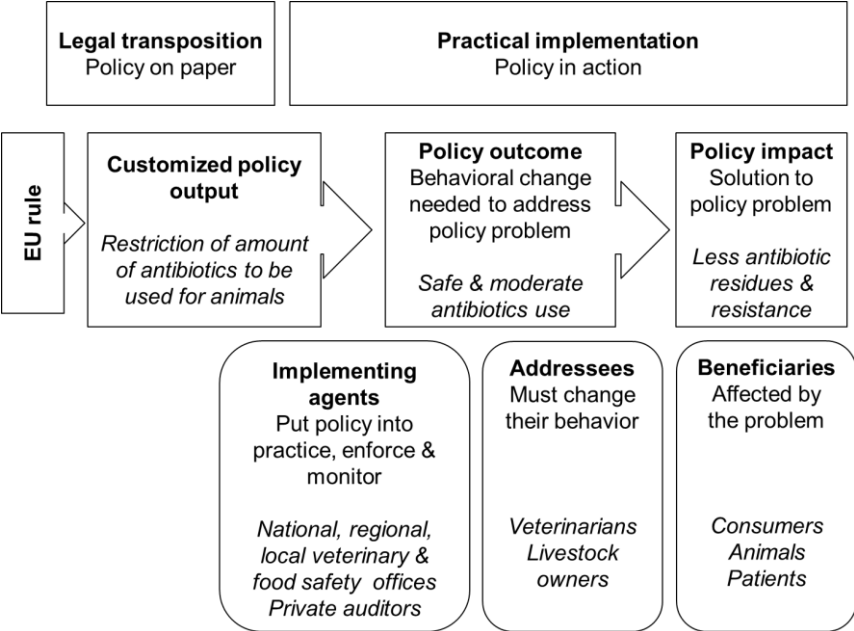 Legal transposition
Policy on paper
Practical implementation
Policy in action
EU rule
Customized policy
output
Restriction of amount
of antibiotics to be
used for animals
Policy outcome
Behavioral change
needed to address
policy problem
Safe & moderate
antibiotics use
Policy impact
Solution to
policy problem
Less antibiotic
residues &
resistance
Implementing
agents
Put policy into
practice, enforce &
monitor
National, regional,
local veterinary &
food safety offices
Private auditors
Addressees
Must change
their behavior
Veterinarians
Livestock
owners
Beneficiaries
Affected by
the problem
Consumers
Animals
Patients